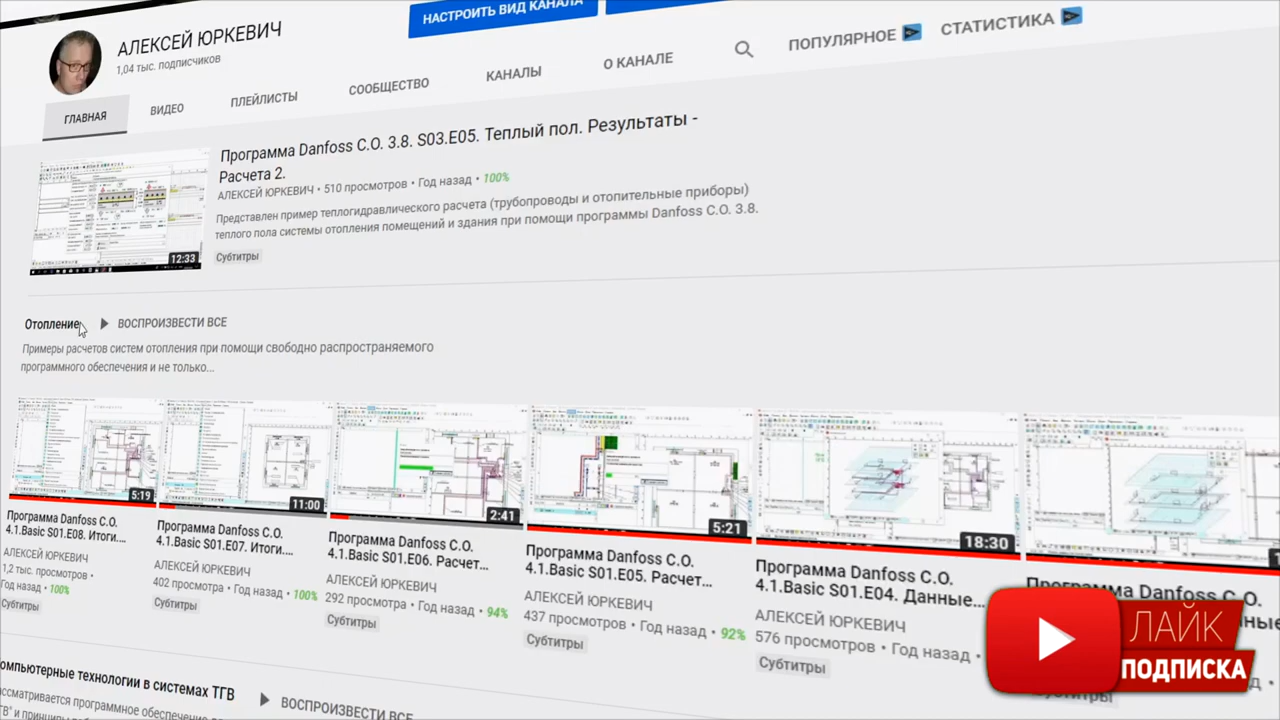 НАСТРОИТЬ ВИД КАНАЛА
АЛЕКСЕЙ ЮРКЕВИЧ
1,04 тыс. подписчиков
ПОПУЛЯРНОЕ
СТАТИСТИКА
ГЛАВНАЯ
ВИДЕО
ПЛЕЙЛИСТЫ
СООБЩЕСТВО
КАНАЛЫ
О КАНАЛЕ
Программа Danfoss C.O. 3.8. S03.E05. Теплый пол. Результаты -
Расчета 2.
АЛЕКСЕЙ ЮРКЕВИЧ • 510 просмотров • Год назад • 100%
Представлен пример теплогидравлического расчета (трубопроводы и отопительные приборы)
теплого пола системы отопления помещений и здания при помощи программы Danfoss C.O. 3.8.
Субтитры
12:33
Отопление
ВОСПРОИЗВЕСТИ ВСЕ
Примеры расчетов систем отопления при помощи свободно распространяемого
программного обеспечения и не только...
5:19
Программа Danfoss C.O.
4.1.Basic S01.E08. Итоги....
АЛЕКСЕЙ ЮРКЕВИЧ
1,2 тыс. просмотров •
Год назад • 100%
Субтитры
11:00
Программа Danfoss C.O.
4.1.Basic S01.E07. Итоги....
АЛЕКСЕЙ ЮРКЕВИЧ
402 просмотра • Год назад • 100%
Субтитры
2:41
Программа Danfoss C.O.
4.1.Basic S01.E06. Расчет...
АЛЕКСЕЙ ЮРКЕВИЧ
292 просмотра • Год назад • 94%
Субтитры
5:21
Программа Danfoss C.O.
4.1.Basic S01.E05. Расчет...
АЛЕКСЕЙ ЮРКЕВИЧ
437 просмотров • Год назад • 92%
Субтитры
18:30
Программа Danfoss C.O.
4.1.Basic S01.E04. Данные...
АЛЕКСЕЙ ЮРКЕВИЧ
576 просмотров • Год назад •
Субтитры
Программа Danfoss C.O.
ЛАЙК
ПОДПИСКА
омпьютерные технологии в системах ТГВ
ВОСПРОИЗВЕСТИ ВСЕ
ссматривается программное обеспечение
ТГВ" и принципы